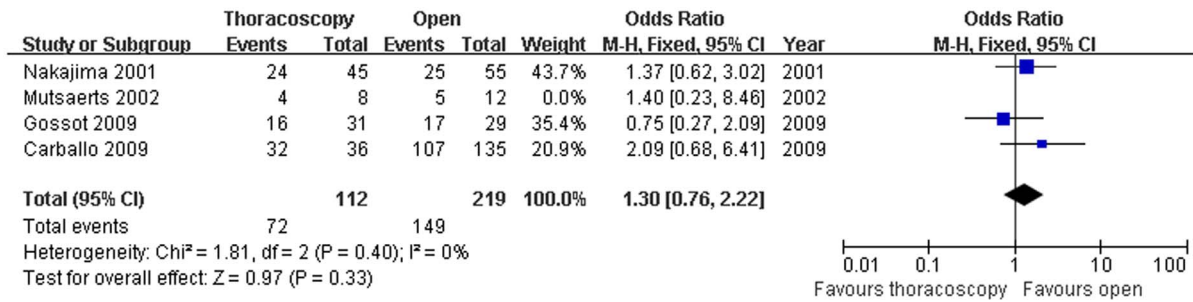 Thoracoscopy Open Odds Ratio Odds Ratio
Study or Subgroup Events Total Events Total Weight M-H, Fixed, 95% CI Year M-H, Fixed, 95% CI
Nakajima 2001 24 45 25 55 43.7% 1.37 [0.62, 3.02] 2001
Mutsaerts 2002 4 8 5 12 0.0% 1.40 [0.23, 8.46] 2002
Gossot 2009 16 31 17 29 35.4% 0.75 [0.27, 2.09] 2009
Carballo 2009 32 36 107 135 20.9% 2.09 [0.68, 6.41] 2009
Total (95% CI) 112 219 100.0% 1.30 [0.76, 2.22]
Total events 72 149
Heterogeneity: Chi² = 1.81, df = 2 (P = 0.40); I² = 0%
Test for overall effect: Z = 0.97 (P = 0.33)
0.01 0.1 1 10 100
Favours thoracoscopy Favours open